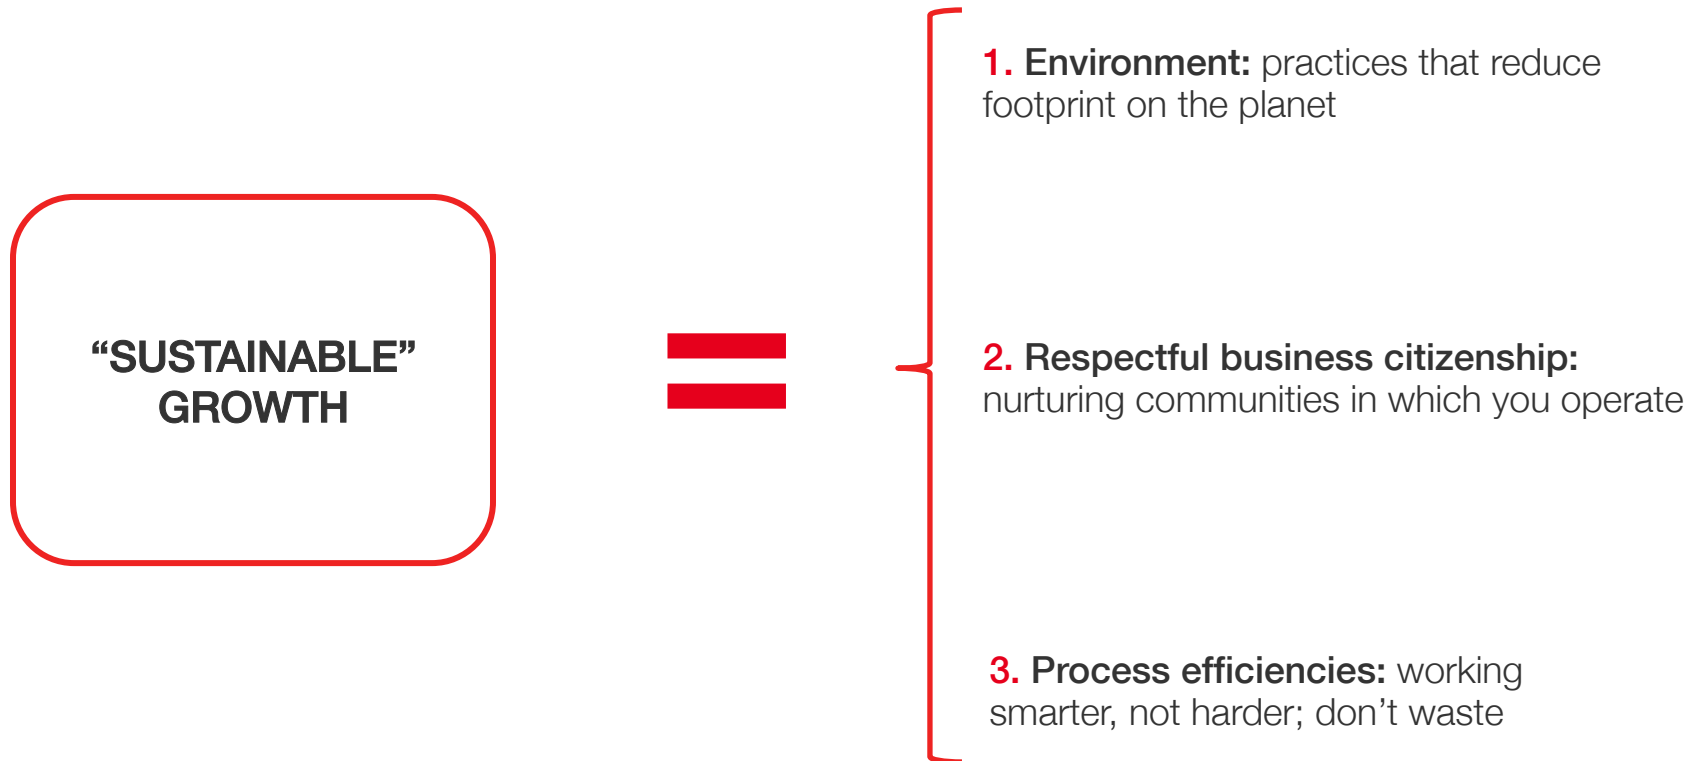 “SUSTAINABLE”
GROWTH
1. Environment: practices that reduce
footprint on the planet
2. Respectful business citizenship:
nurturing communities in which you operate
3. Process efficiencies: working
smarter, not harder; don’t waste